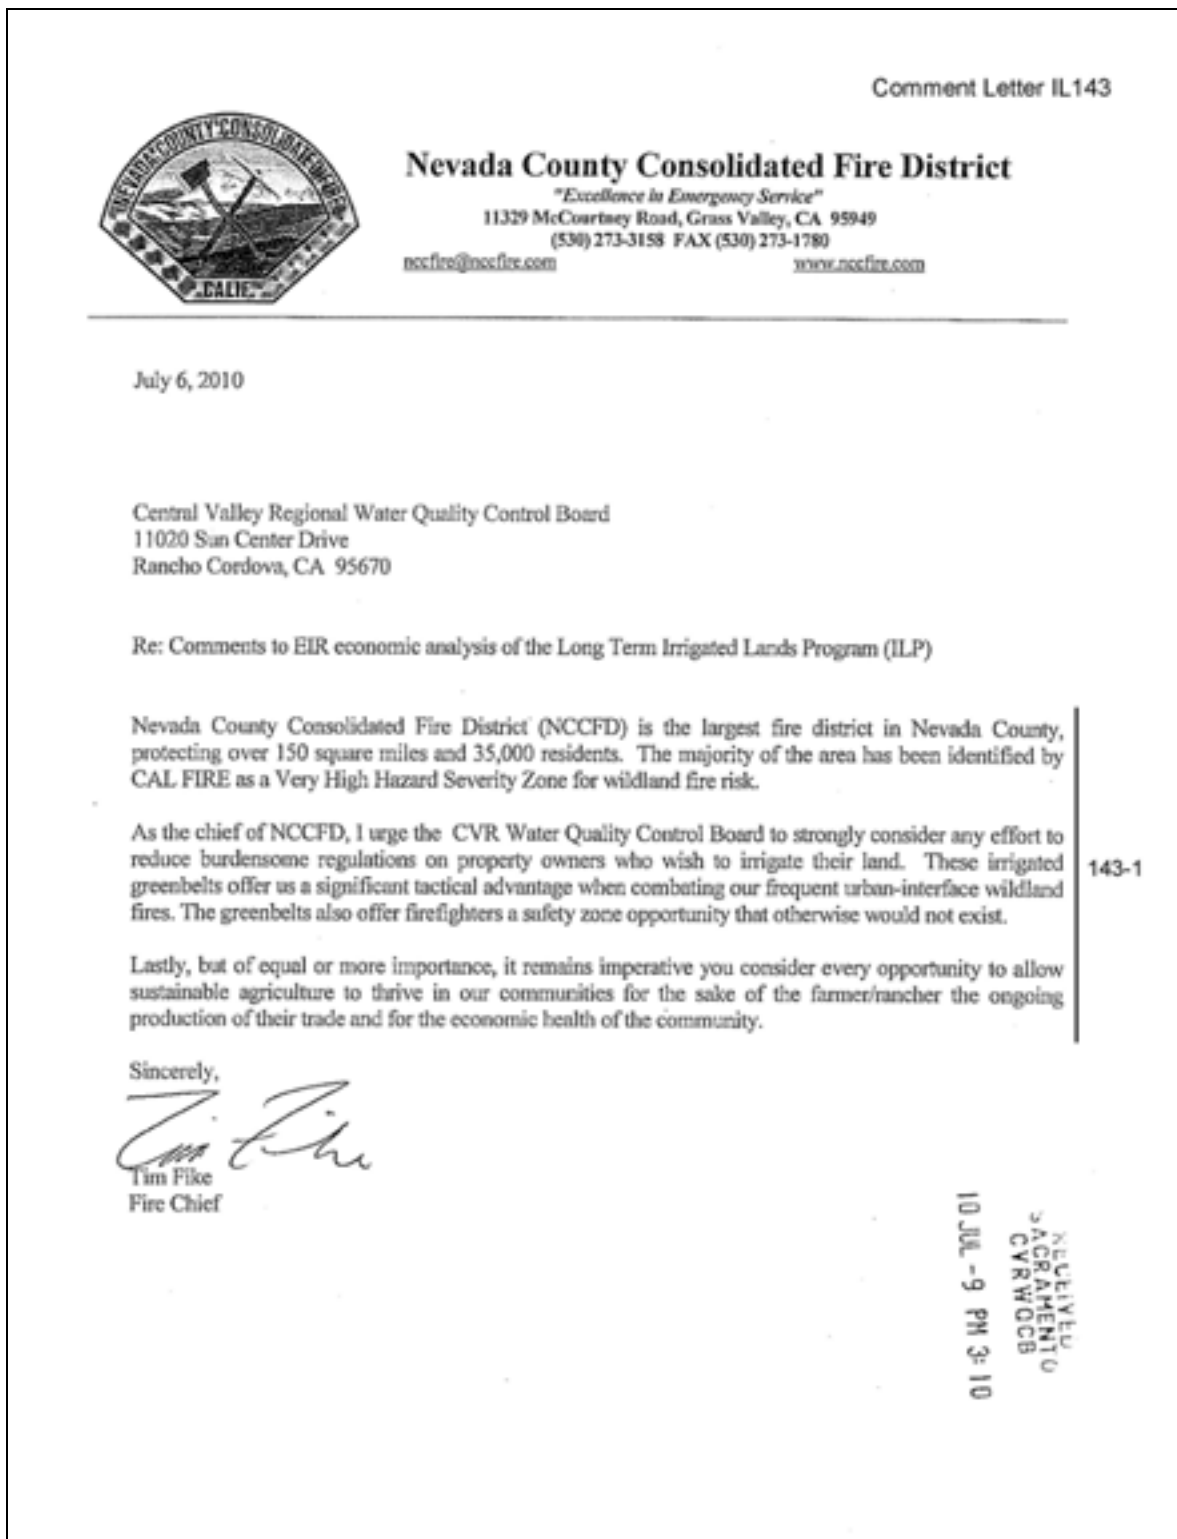 Comment Letter IL143
NEVADA COUNTY CONSOLIDATED FIRE
CALIF.
Nevada County Consolidated Fire District
"Excellence in Emergency Service"
11329 McCourtney Road, Grass Valley, CA  95949
(530) 273-3158  FAX (530) 273-1780
nccfire@nccfire.com www.nccfire.com
July 6, 2010
Central Valley Regional Water Quality Control Board
11020 Sun Center Drive
Rancho Cordova, CA  95670
Re: Comments to EIR economic analysis of the Long Term Irrigated Lands Program (ILP)
Nevada County Consolidated Fire District (NCCFD) is the largest fire district in Nevada County,
protecting over 150 square miles and 35,000 residents.  The majority of the area has been identified by
CAL FIRE as a Very High Hazard Severity Zone for wildland fire risk.
As the chief of NCCFD, I urge the  CVR Water Quality Control Board to strongly consider any effort to
reduce burdensome regulations on property owners who wish to irrigate their land.  These irrigated
greenbelts offer us a significant tactical advantage when combating our frequent urban-interface wildland
fires. The greenbelts also offer firefighters a safety zone opportunity that otherwise would not exist.
143-1
Lastly, but of equal or more importance, it remains imperative you consider every opportunity to allow
sustainable agriculture to thrive in our communities for the sake of the farmer/rancher the ongoing
production of their trade and for the economic health of the community.
Sincerely,
Tim Fike
Tim Fike
Fire Chief
RECEIVED
SACRAMENTO
CVRWQCB
10 JUL -9 PM 3:10